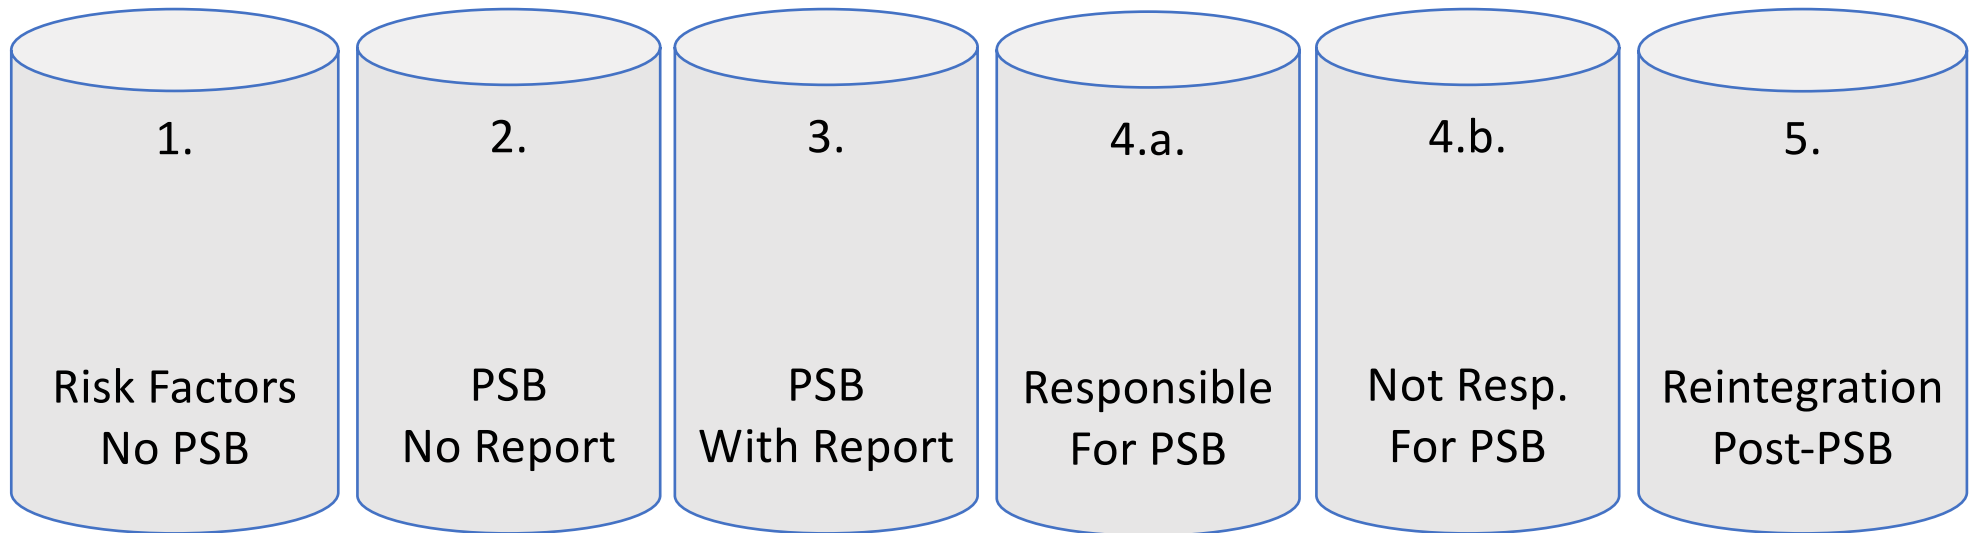 1.
Risk Factors
No PSB
2.
PSB
No Report
3.
PSB
With Report
4.a.
Responsible
For PSB
4.b.
Not Resp.
For PSB
5.
Reintegration
Post-PSB